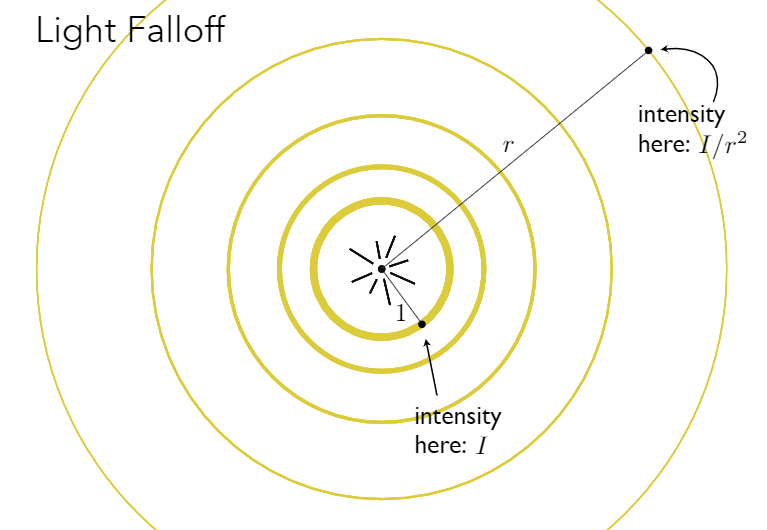 Light Falloff
r
intensity
here: I/r²
1
intensity
here: I